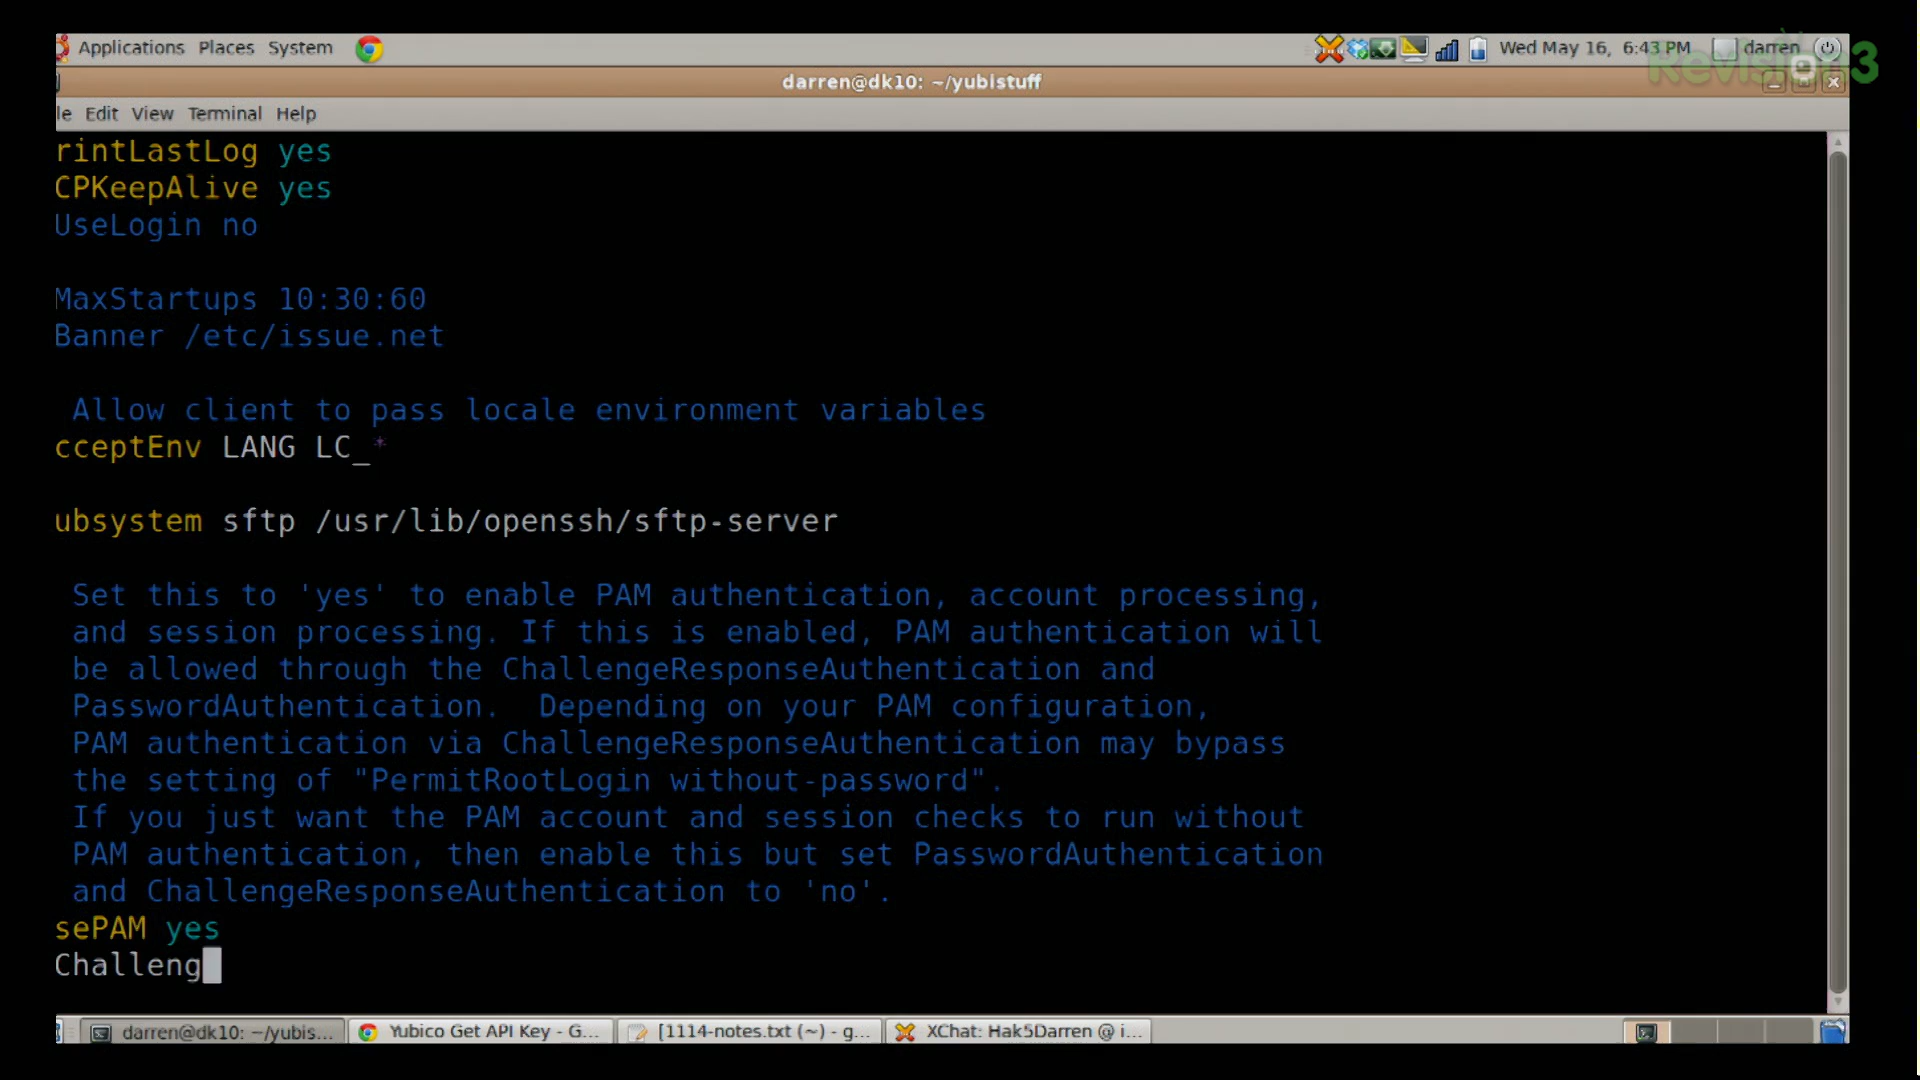 Applications Places System
Wed May 16, 6:43 PM darren
Revision3
darren@dk10: ~/yubistuff
le Edit View Terminal Help
rintLastLog yes
CPKeepAlive yes
UseLogin no
MaxStartups 10:30:60
Banner /etc/issue.net
Allow client to pass locale environment variables
cceptEnv LANG LC_*
ubsystem sftp /usr/lib/openssh/sftp-server
Set this to 'yes' to enable PAM authentication, account processing,
and session processing. If this is enabled, PAM authentication will
be allowed through the ChallengeResponseAuthentication and
PasswordAuthentication.  Depending on your PAM configuration,
PAM authentication via ChallengeResponseAuthentication may bypass
the setting of "PermitRootLogin without-password".
If you just want the PAM account and session checks to run without
PAM authentication, then enable this but set PasswordAuthentication
and ChallengeResponseAuthentication to 'no'.
sePAM yes
Challeng
darren@dk10: ~/yubis... Yubico Get API Key - G... [1114-notes.txt (~) - g... XChat: Hak5Darren @ i...